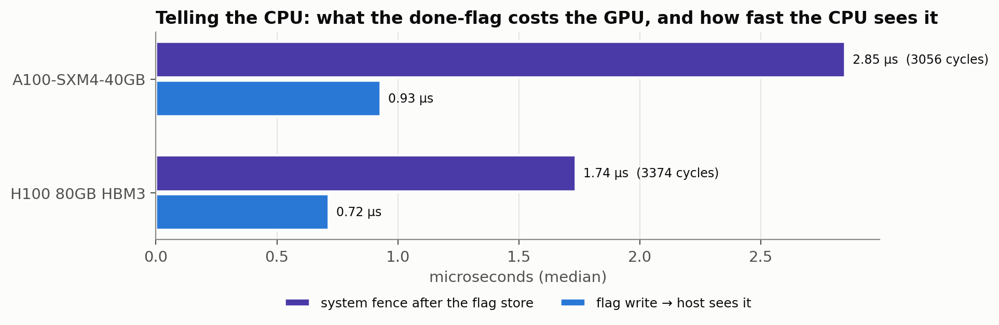 Telling the CPU: what the done-flag costs the GPU, and how fast the CPU sees it
A100-SXM4-40GB
2.85 µs  (3056 cycles)
0.93 µs
H100 80GB HBM3
1.74 µs  (3374 cycles)
0.72 µs
0.0 0.5 1.0 1.5 2.0 2.5
microseconds (median)
system fence after the flag store
flag write → host sees it